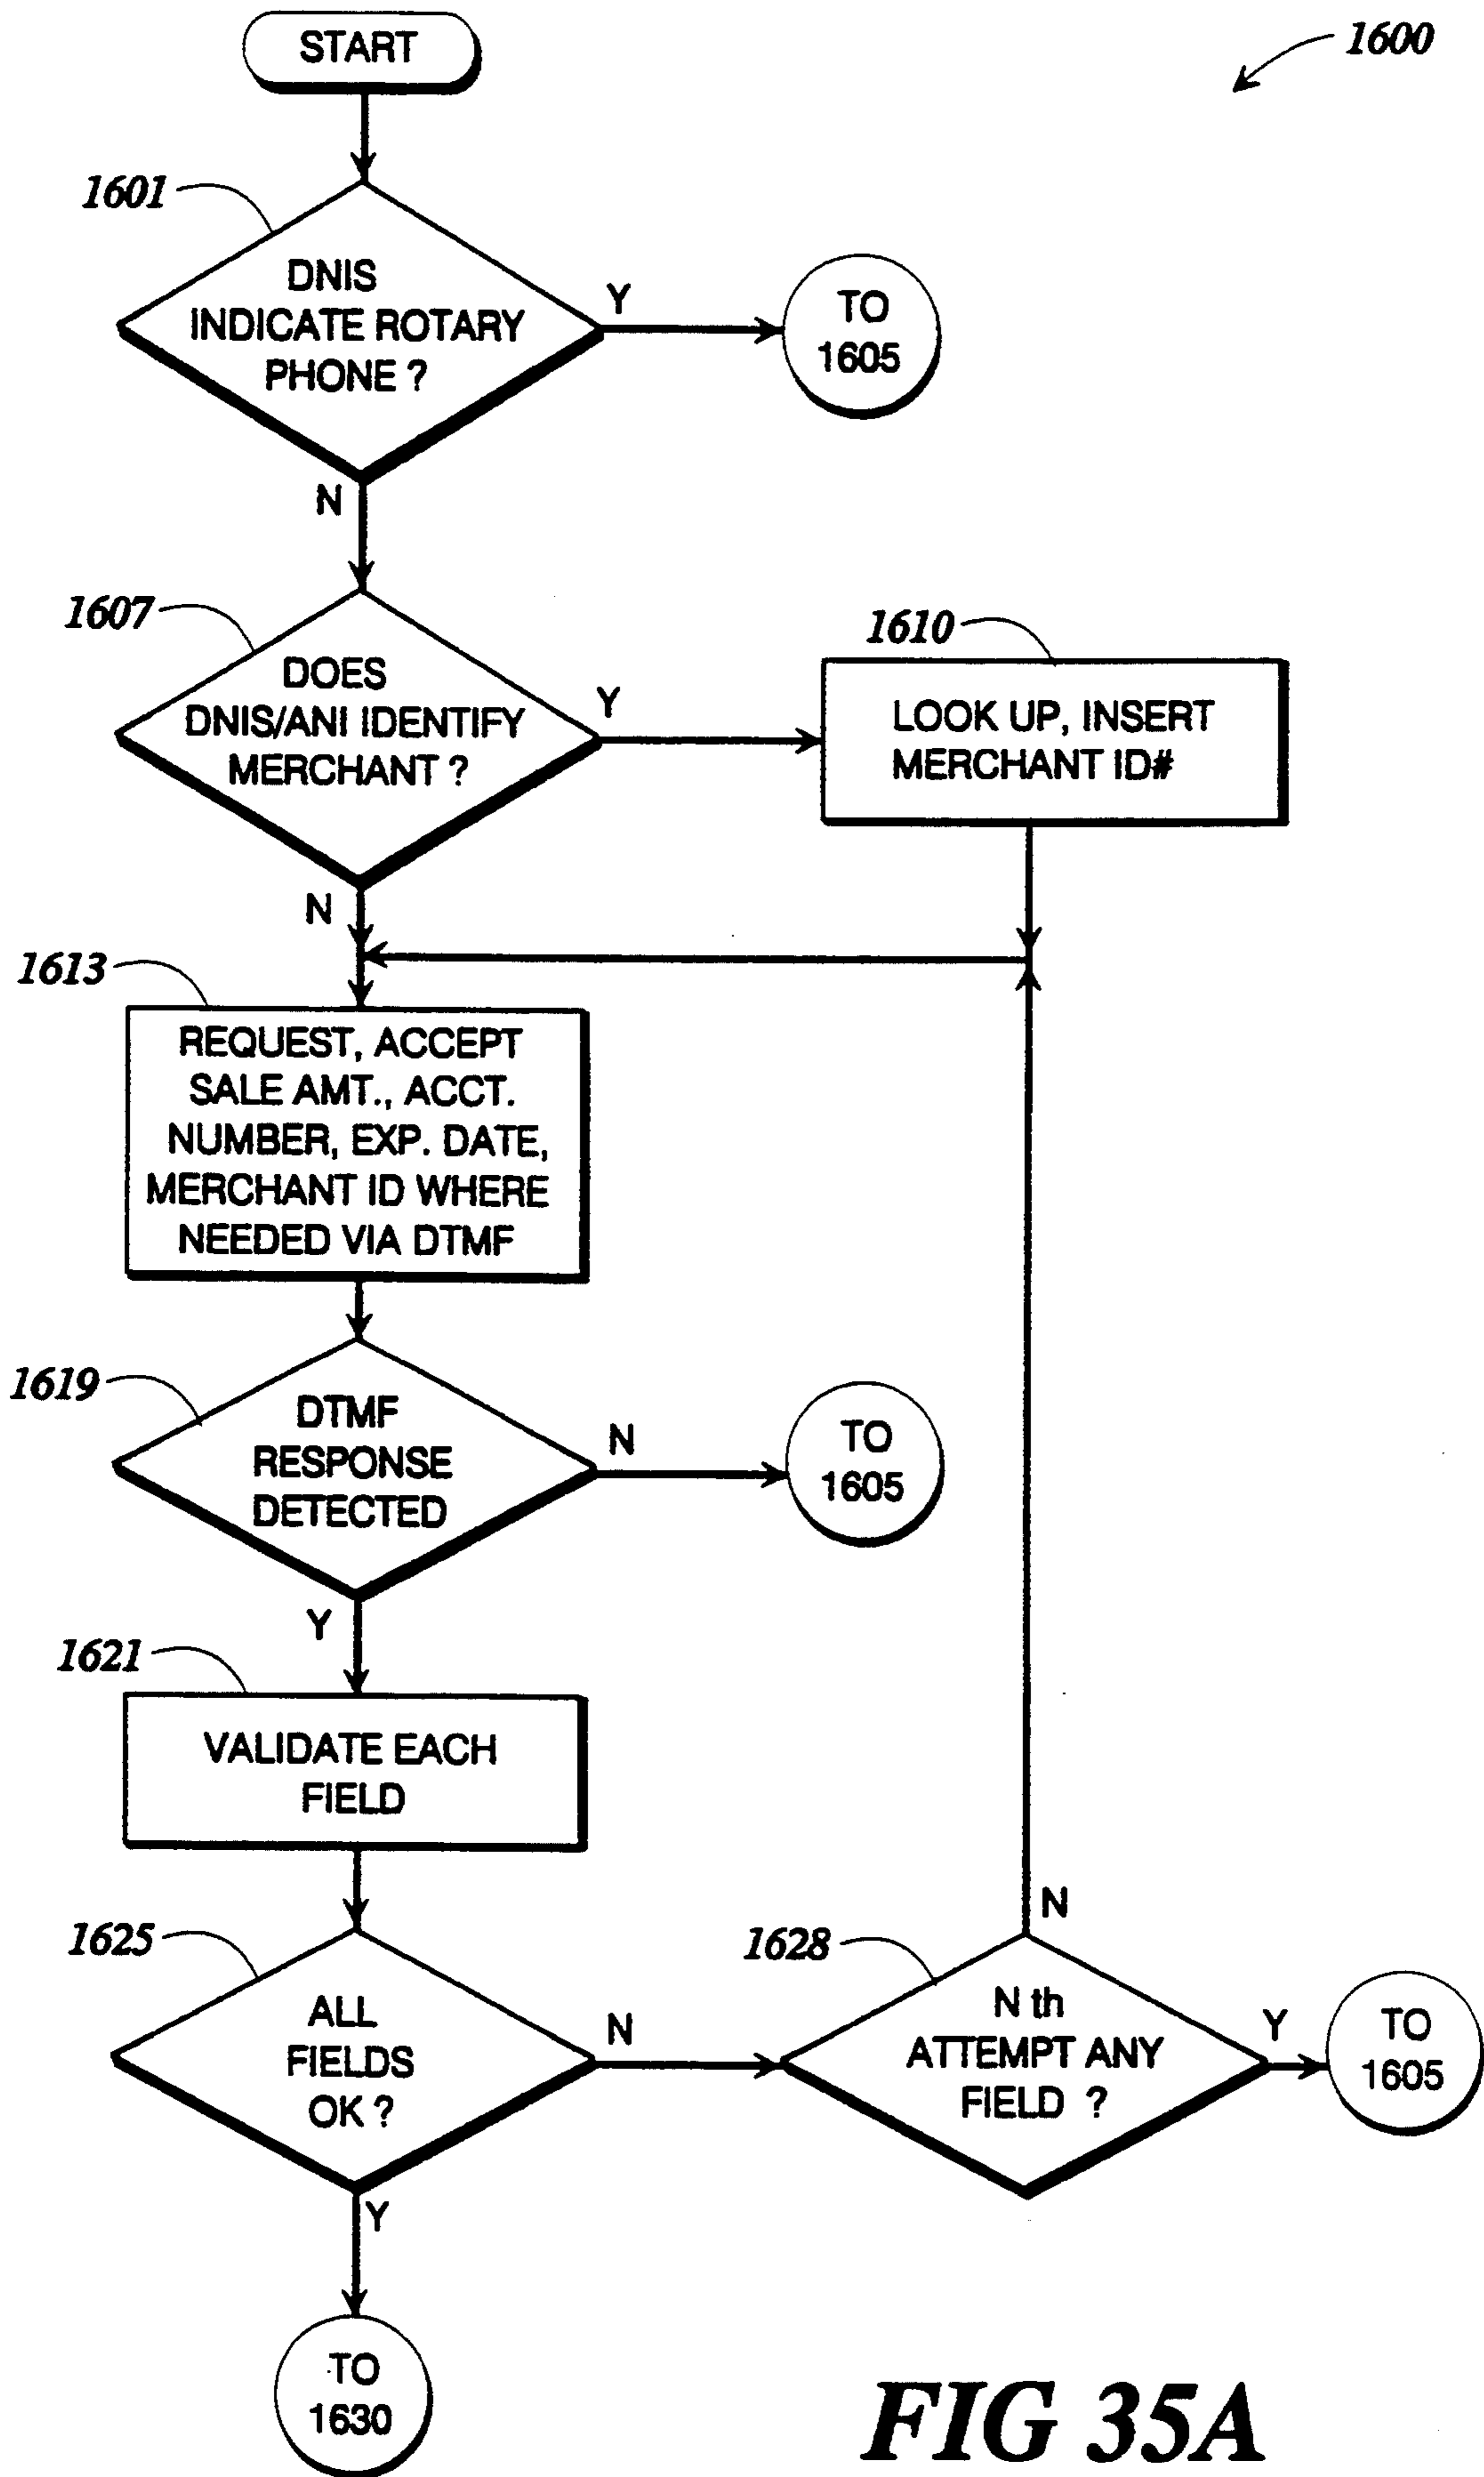 START
1600
1601
DNIS
INDICATE ROTARY
PHONE ?
Y
TO
1605
N
1607
DOES
DNIS/ANI IDENTIFY
MERCHANT ?
Y
1610
LOOK UP, INSERT
MERCHANT ID#
N
1613
REQUEST, ACCEPT
SALE AMT., ACCT.
NUMBER, EXP. DATE,
MERCHANT ID WHERE
NEEDED VIA DTMF
1619
DTMF
RESPONSE
DETECTED
N
TO
1605
Y
1621
VALIDATE EACH
FIELD
1625
ALL
FIELDS
OK ?
N
1628
N th
ATTEMPT ANY
FIELD ?
N
Y
TO
1605
Y
TO
1630
FIG 35A